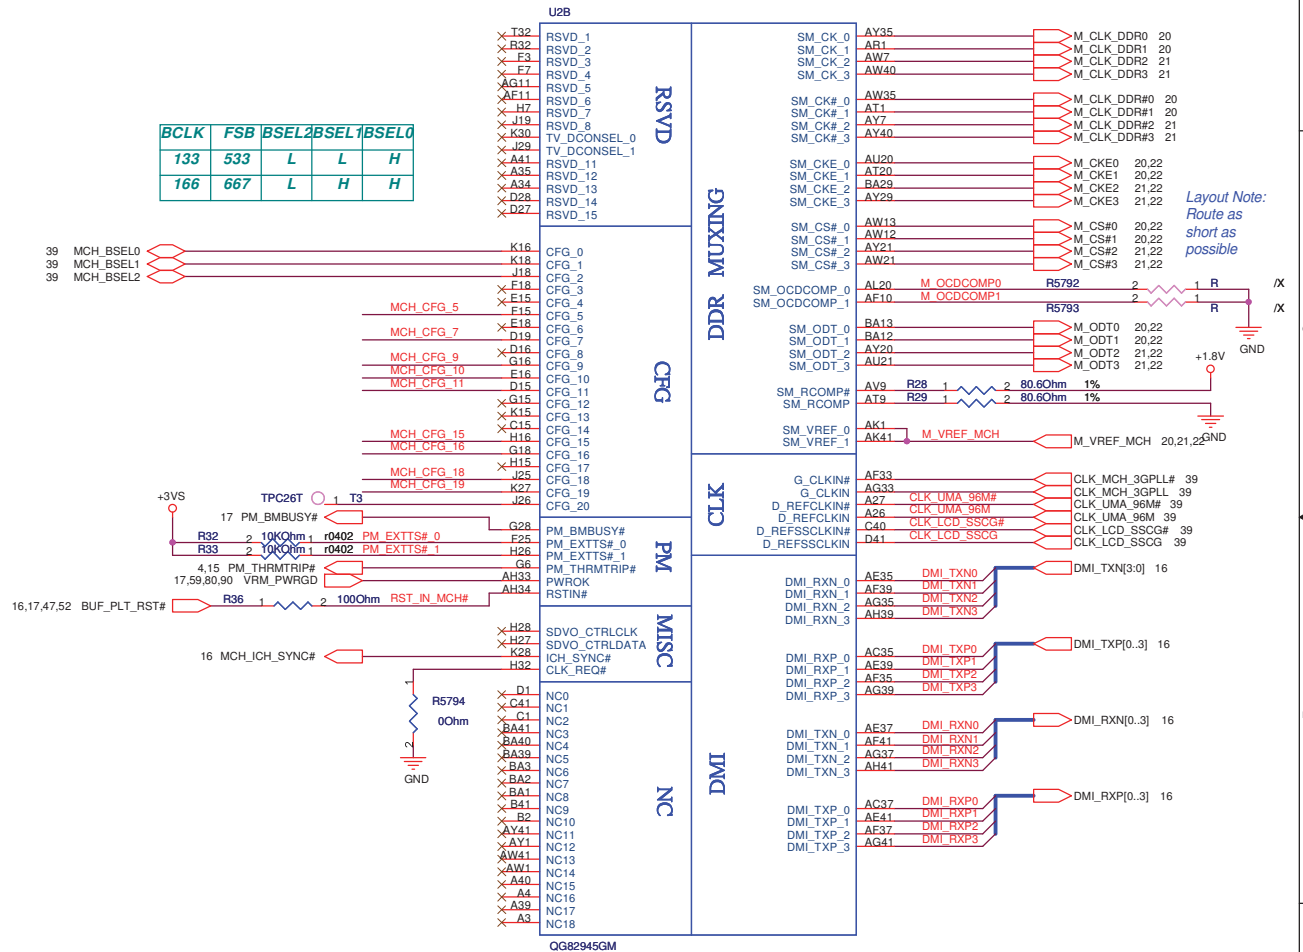 U2B
BCLK FSB BSEL2 BSEL1 BSEL0
133 533 L L H
166 667 L H H
T32 RSVD_1
R32 RSVD_2
F3 RSVD_3
F7 RSVD_4
AG11 RSVD_5
AF11 RSVD_6
H7 RSVD_7
J19 RSVD_8
K30 TV_DCONSEL_0
J29 TV_DCONSEL_1
A41 RSVD_11
A35 RSVD_12
A34 RSVD_13
D28 RSVD_14
D27 RSVD_15
RSVD
39 MCH_BSEL0 K16 CFG_0
39 MCH_BSEL1 K18 CFG_1
39 MCH_BSEL2 J18 CFG_2
F18 CFG_3
E15 CFG_4
MCH_CFG_5 F15 CFG_5
E18 CFG_6
MCH_CFG_7 D19 CFG_7
D16 CFG_8
MCH_CFG_9 G16 CFG_9
MCH_CFG_10 E16 CFG_10
MCH_CFG_11 D15 CFG_11
G15 CFG_12
K15 CFG_13
C15 CFG_14
MCH_CFG_15 H16 CFG_15
MCH_CFG_16 G18 CFG_16
H15 CFG_17
MCH_CFG_18 J25 CFG_18
MCH_CFG_19 K27 CFG_19
TPC26T 1 T3 J26 CFG_20
CFG
+3VS
17 PM_BMBUSY# G28 PM_BMBUSY#
R32 2 10KOhm 1 r0402 PM_EXTTS#_0 F25 PM_EXTTS#_0
R33 2 10KOhm 1 r0402 PM_EXTTS#_1 H26 PM_EXTTS#_1
4,15 PM_THRMTRIP# G6 PM_THRMTRIP#
17,59,80,90 VRM_PWRGD AH33 PWROK
16,17,47,52 BUF_PLT_RST# R36 1 2 100Ohm RST_IN_MCH# AH34 RSTIN#
PM
H28 SDVO_CTRLCLK
H27 SDVO_CTRLDATA
16 MCH_ICH_SYNC# K28 ICH_SYNC#
H32 CLK_REQ#
MISC
1 R5794
0Ohm
2
GND
D1 NC0
C41 NC1
C1 NC2
BA41 NC3
BA40 NC4
BA39 NC5
BA3 NC6
BA2 NC7
BA1 NC8
B41 NC9
B2 NC10
AY41 NC11
AY1 NC12
AW41 NC13
AW1 NC14
A40 NC15
A4 NC16
A39 NC17
A3 NC18
NC
DDR MUXING
SM_CK_0 AY35 M_CLK_DDR0 20
SM_CK_1 AR1 M_CLK_DDR1 20
SM_CK_2 AW7 M_CLK_DDR2 21
SM_CK_3 AW40 M_CLK_DDR3 21
SM_CK#_0 AW35 M_CLK_DDR#0 20
SM_CK#_1 AT1 M_CLK_DDR#1 20
SM_CK#_2 AY7 M_CLK_DDR#2 21
SM_CK#_3 AY40 M_CLK_DDR#3 21
SM_CKE_0 AU20 M_CKE0 20,22
SM_CKE_1 AT20 M_CKE1 20,22
SM_CKE_2 BA29 M_CKE2 21,22
SM_CKE_3 AY29 M_CKE3 21,22
Layout Note:
Route as
short as
possible
SM_CS#_0 AW13 M_CS#0 20,22
SM_CS#_1 AW12 M_CS#1 20,22
SM_CS#_2 AY21 M_CS#2 21,22
SM_CS#_3 AW21 M_CS#3 21,22
SM_OCDCOMP_0 AL20 M_OCDCOMP0 R5792 2 1 R /X
SM_OCDCOMP_1 AF10 M_OCDCOMP1 R5793 2 1 R /X
GND
SM_ODT_0 BA13 M_ODT0 20,22
SM_ODT_1 BA12 M_ODT1 20,22
SM_ODT_2 AY20 M_ODT2 21,22
SM_ODT_3 AU21 M_ODT3 21,22
+1.8V
SM_RCOMP# AV9 R28 1 2 80.6Ohm 1%
SM_RCOMP AT9 R29 1 2 80.6Ohm 1%
GND
SM_VREF_0 AK1
SM_VREF_1 AK41 M_VREF_MCH M_VREF_MCH 20,21,22
CLK
G_CLKIN# AF33 CLK_MCH_3GPLL# 39
G_CLKIN AG33 CLK_MCH_3GPLL 39
D_REFCLKIN# A27 CLK_UMA_96M# CLK_UMA_96M# 39
D_REFCLKIN A26 CLK_UMA_96M CLK_UMA_96M 39
D_REFSSCLKIN# C40 CLK_LCD_SSCG# CLK_LCD_SSCG# 39
D_REFSSCLKIN D41 CLK_LCD_SSCG CLK_LCD_SSCG 39
DMI
DMI_RXN_0 AE35 DMI_TXN0 DMI_TXN[3:0] 16
DMI_RXN_1 AF39 DMI_TXN1
DMI_RXN_2 AG35 DMI_TXN2
DMI_RXN_3 AH39 DMI_TXN3
DMI_RXP_0 AC35 DMI_TXP0 DMI_TXP[0..3] 16
DMI_RXP_1 AE39 DMI_TXP1
DMI_RXP_2 AF35 DMI_TXP2
DMI_RXP_3 AG39 DMI_TXP3
DMI_TXN_0 AE37 DMI_RXN0 DMI_RXN[0..3] 16
DMI_TXN_1 AF41 DMI_RXN1
DMI_TXN_2 AG37 DMI_RXN2
DMI_TXN_3 AH41 DMI_RXN3
DMI_TXP_0 AC37 DMI_RXP0 DMI_RXP[0..3] 16
DMI_TXP_1 AE41 DMI_RXP1
DMI_TXP_2 AF37 DMI_RXP2
DMI_TXP_3 AG41 DMI_RXP3
QG82945GM